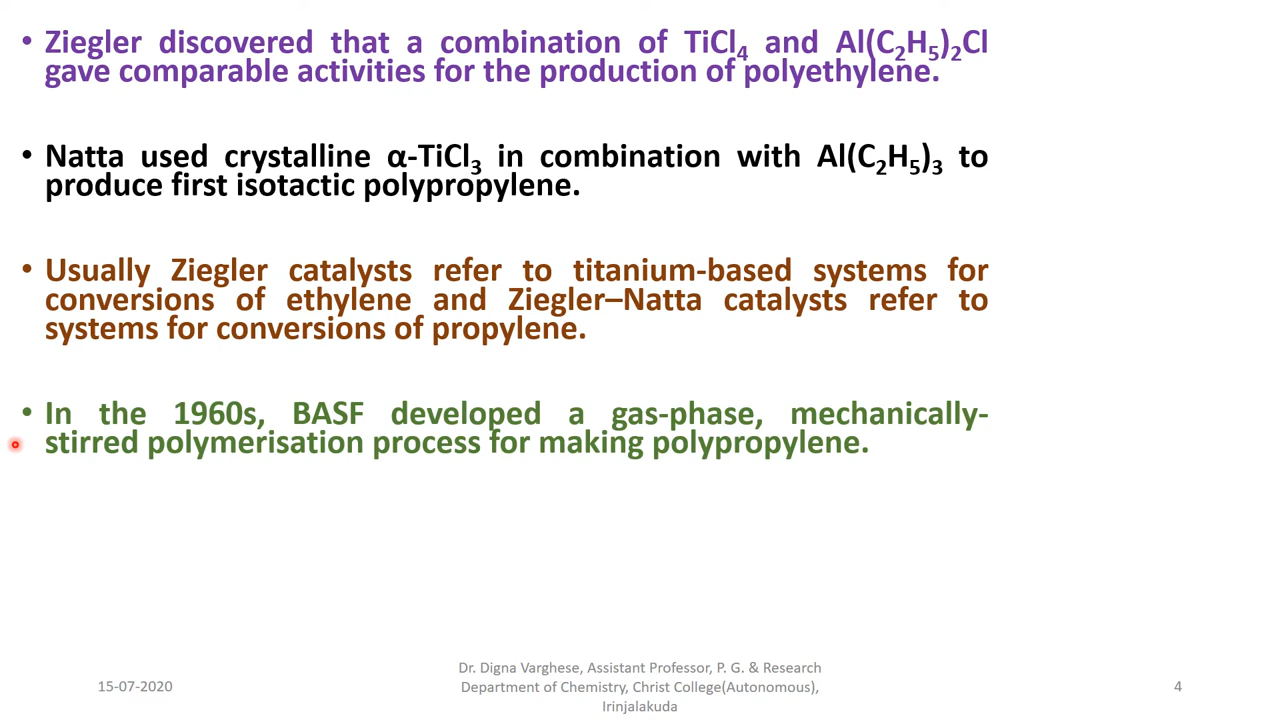 • Ziegler discovered that a combination of TiCl₄ and Al(C₂H₅)₂Cl
gave comparable activities for the production of polyethylene.
• Natta used crystalline α-TiCl₃ in combination with Al(C₂H₅)₃ to
produce first isotactic polypropylene.
• Usually Ziegler catalysts refer to titanium-based systems for
conversions of ethylene and Ziegler–Natta catalysts refer to
systems for conversions of propylene.
• In the 1960s, BASF developed a gas-phase, mechanically-
stirred polymerisation process for making polypropylene.
15-07-2020
Dr. Digna Varghese, Assistant Professor, P. G. & Research
Department of Chemistry, Christ College(Autonomous),
Irinjalakuda
4